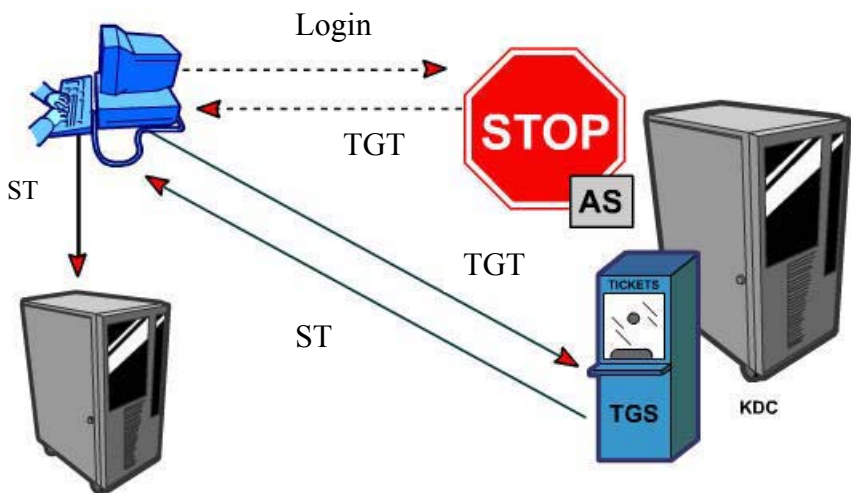 Login
STOP
TGT
AS
ST
TGT
TICKETS
ST
TGS
KDC